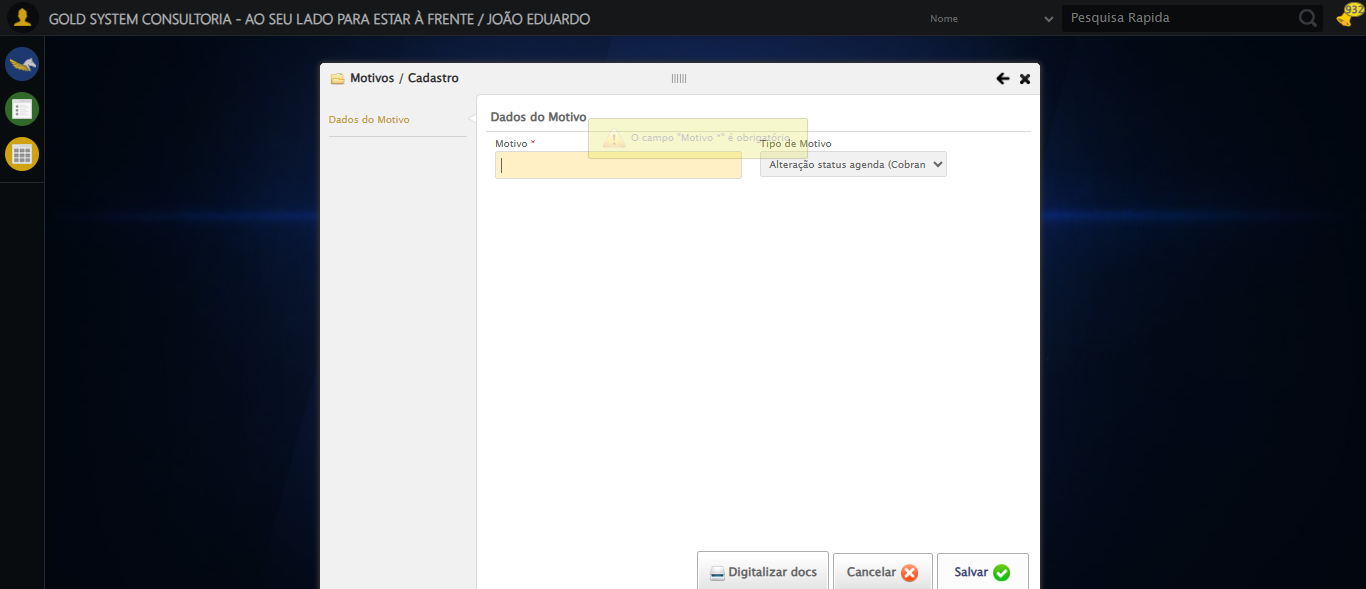 GOLD SYSTEM CONSULTORIA - AO SEU LADO PARA ESTAR À FRENTE / JOÃO EDUARDO
Nome
Pesquisa Rapida
932
Motivos / Cadastro
Dados do Motivo
Dados do Motivo
O campo "Motivo *" é obrigatório.
Motivo *
Tipo de Motivo
Alteração status agenda (Cobran
Digitalizar docs
Cancelar
Salvar